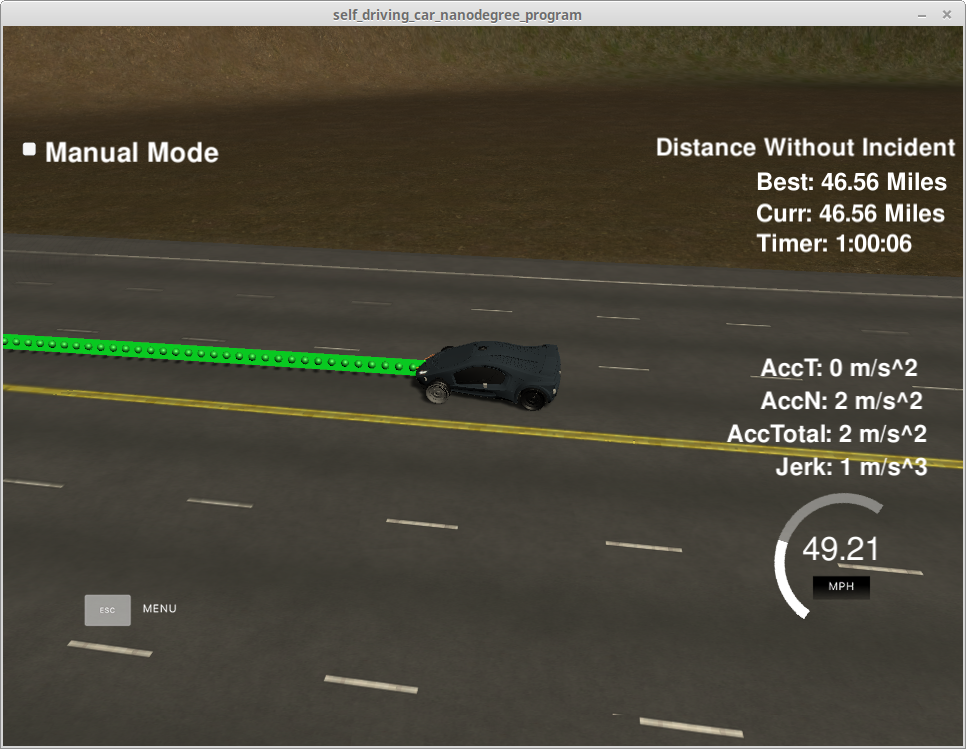 self_driving_car_nanodegree_program
Manual Mode
Distance Without Incident
Best: 46.56 Miles
Curr: 46.56 Miles
Timer: 1:00:06
AccT: 0 m/s^2
AccN: 2 m/s^2
AccTotal: 2 m/s^2
Jerk: 1 m/s^3
49.21
MPH
ESC MENU